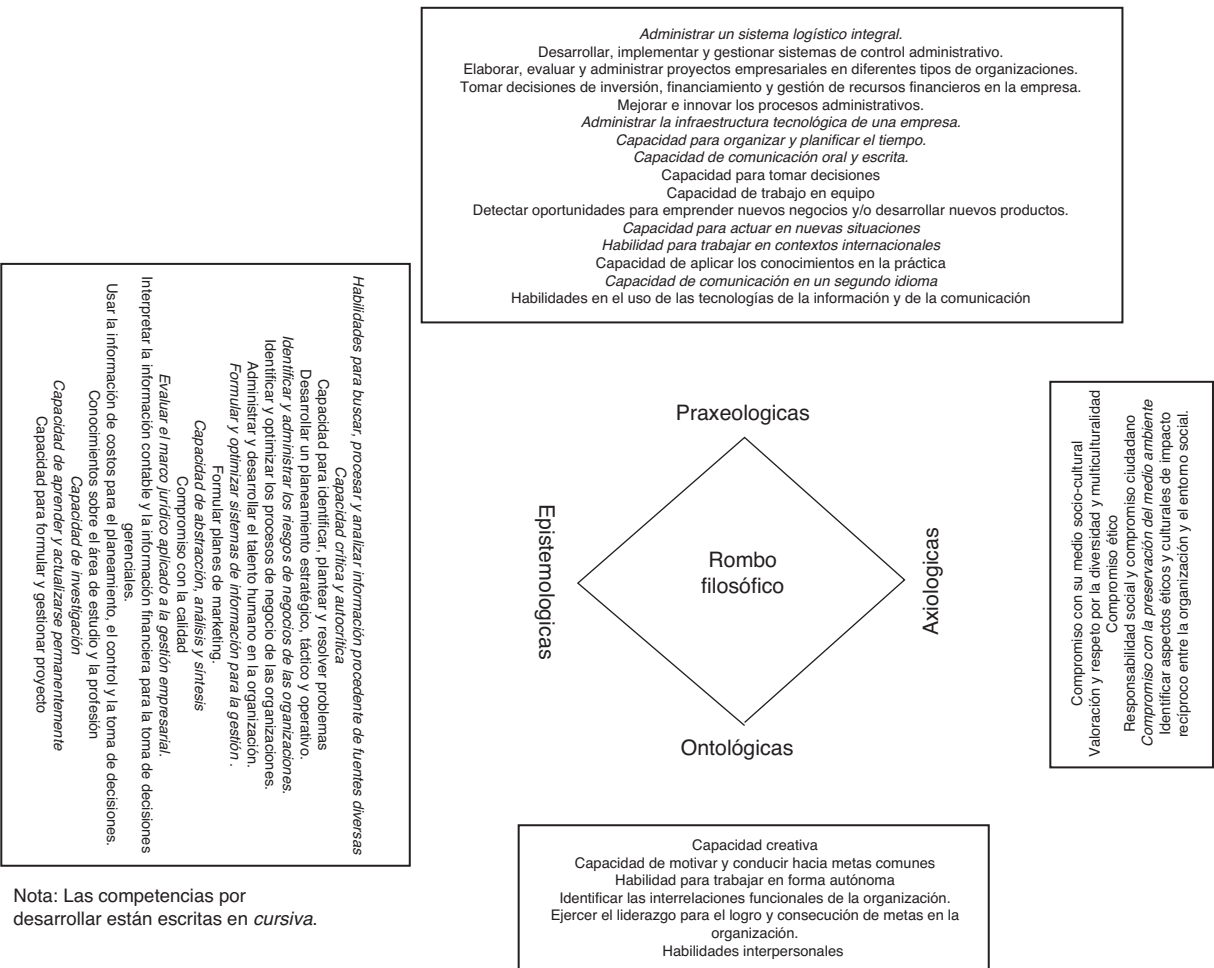 Administrar un sistema logístico integral.
Desarrollar, implementar y gestionar sistemas de control administrativo.
Elaborar, evaluar y administrar proyectos empresariales en diferentes tipos de organizaciones.
Tomar decisiones de inversión, financiamiento y gestión de recursos financieros en la empresa.
Mejorar e innovar los procesos administrativos.
Administrar la infraestructura tecnológica de una empresa.
Capacidad para organizar y planificar el tiempo.
Capacidad de comunicación oral y escrita.
Capacidad para tomar decisiones
Capacidad de trabajo en equipo
Detectar oportunidades para emprender nuevos negocios y/o desarrollar nuevos productos.
Capacidad para actuar en nuevas situaciones
Habilidad para trabajar en contextos internacionales
Capacidad de aplicar los conocimientos en la práctica
Capacidad de comunicación en un segundo idioma
Habilidades en el uso de las tecnologías de la información y de la comunicación
Habilidades para buscar, procesar y analizar información procedente de fuentes diversas
Capacidad crítica y autocrítica
Capacidad para identificar, plantear y resolver problemas
Desarrollar un planeamiento estratégico, táctico y operativo.
Identificar y administrar los riesgos de negocios de las organizaciones.
Identificar y optimizar los procesos de negocio de las organizaciones.
Administrar y desarrollar el talento humano en la organización.
Formular y optimizar sistemas de información para la gestión .
Formular planes de marketing.
Capacidad de abstracción, análisis y síntesis
Compromiso con la calidad
Evaluar el marco jurídico aplicado a la gestión empresarial.
Interpretar la información contable y la información financiera para la toma de decisiones
gerenciales.
Usar la información de costos para el planeamiento, el control y la toma de decisiones.
Conocimientos sobre el área de estudio y la profesión
Capacidad de investigación
Capacidad de aprender y actualizarse permanentemente
Capacidad para formular y gestionar proyecto
Praxeologicas
Epistemologicas
Rombo
filosófico
Axiologicas
Ontológicas
Compromiso con su medio socio-cultural
Valoración y respeto por la diversidad y multiculturalidad
Compromiso ético
Responsabilidad social y compromiso ciudadano
Compromiso con la preservación del medio ambiente
Identificar aspectos éticos y culturales de impacto
reciproco entre la organización y el entorno social.
Capacidad creativa
Capacidad de motivar y conducir hacia metas comunes
Habilidad para trabajar en forma autónoma
Identificar las interrelaciones funcionales de la organización.
Ejercer el liderazgo para el logro y consecución de metas en la
organización.
Habilidades interpersonales
Nota: Las competencias por
desarrollar están escritas en cursiva.